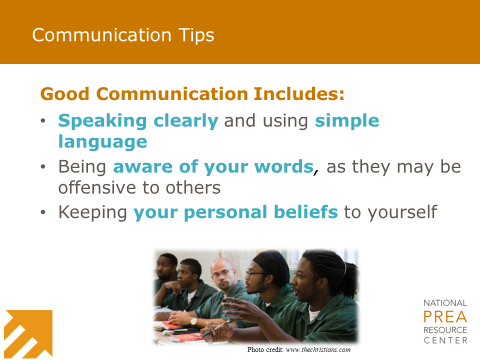 Communication Tips
Good Communication Includes:
• Speaking clearly and using simple
language
• Being aware of your words, as they may be
offensive to others
• Keeping your personal beliefs to yourself
Photo credit: www.thechristians.com
NATIONAL
PREA
RESOURCE
CENTER